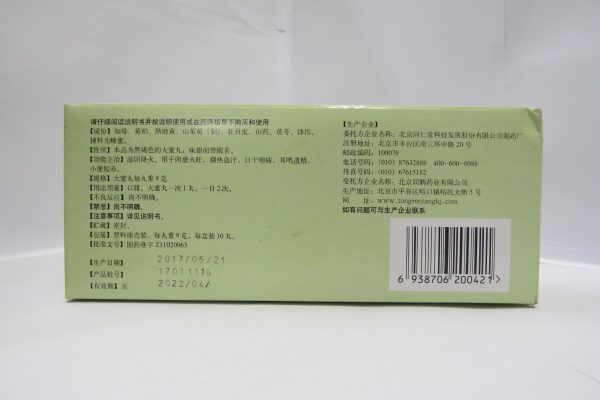 请仔细阅读说明书并按说明使用或在药师指导下购买和使用
【成份】知母、黄柏、熟地黄、山茱萸（制）、牡丹皮、山药、茯苓、泽泻。
辅料为蜂蜜。
【性状】本品为黑褐色的大蜜丸；味甜而带酸苦。
【功能主治】滋阴降火。用于阴虚火旺，潮热盗汗，口干咽痛，耳鸣遗精，
小便短赤。
【规格】大蜜丸每丸重9克
【用法用量】口服。大蜜丸一次1丸，一日2次。
【不良反应】尚不明确。
【禁忌】尚不明确。
【注意事项】详见说明书。
【贮藏】密封。
【包装】塑料球壳装，每丸重9克，每盒装10丸。
【批准文号】国药准字Z11020063
【生产日期】 2017/05/21
【产品批号】 17011116
【有效期】至 2022/04/
【生产企业】
委托方企业名称：北京同仁堂科技发展股份有限公司制药厂
注册地址：北京市丰台区南三环中路20号
邮政编码：100079
电话号码：(010) 87632888 400-600-0988
传真号码：(010) 67615182
受托方企业名称：北京同鹤药业有限公司
生产地址：北京市平谷区峪口镇峪民大街5号
网 址：www.tongrentangkj.com
如有问题可与生产企业联系
6 938706 200421